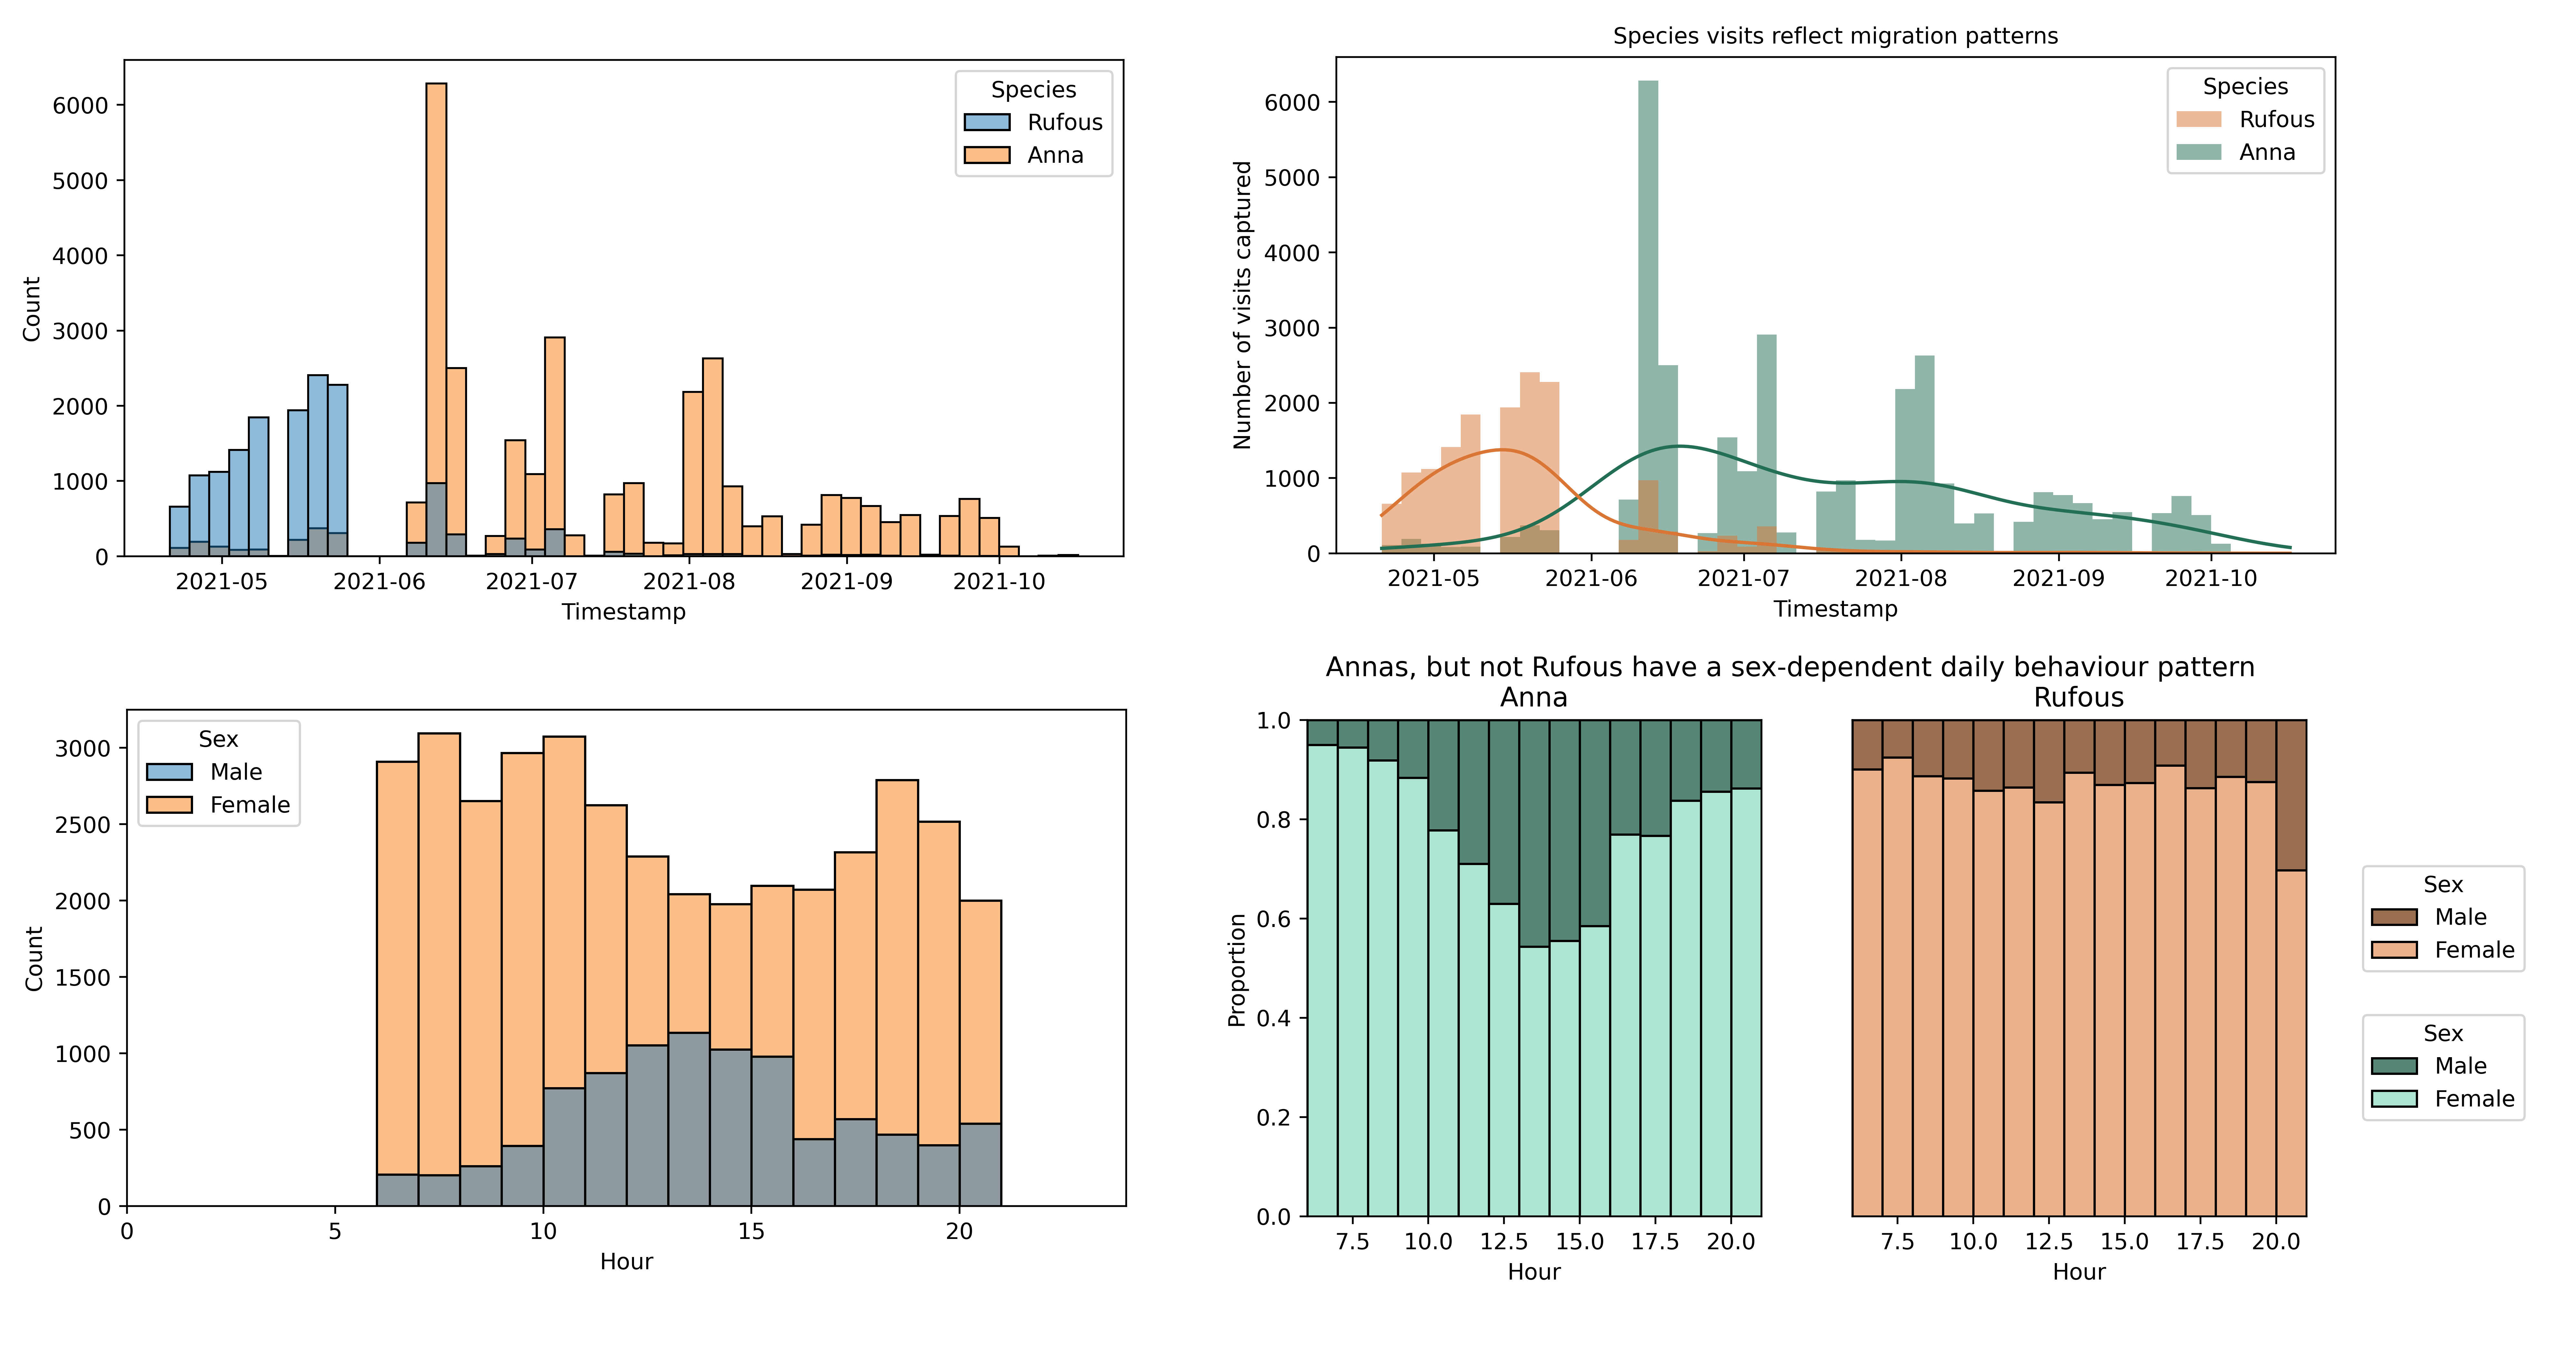 Species
Rufous
Anna
6000
5000
4000
3000
2000
1000
0
Count
2021-05 2021-06 2021-07 2021-08 2021-09 2021-10
Timestamp
Species visits reflect migration patterns
Species
Rufous
Anna
6000
5000
4000
3000
2000
1000
0
Number of visits captured
2021-05 2021-06 2021-07 2021-08 2021-09 2021-10
Timestamp
Sex
Male
Female
3000
2500
2000
1500
1000
500
0
Count
0 5 10 15 20
Hour
Annas, but not Rufous have a sex-dependent daily behaviour pattern
Anna
1.0
0.8
0.6
0.4
0.2
0.0
Proportion
7.5 10.0 12.5 15.0 17.5 20.0
Hour
Rufous
7.5 10.0 12.5 15.0 17.5 20.0
Hour
Sex
Male
Female
Sex
Male
Female